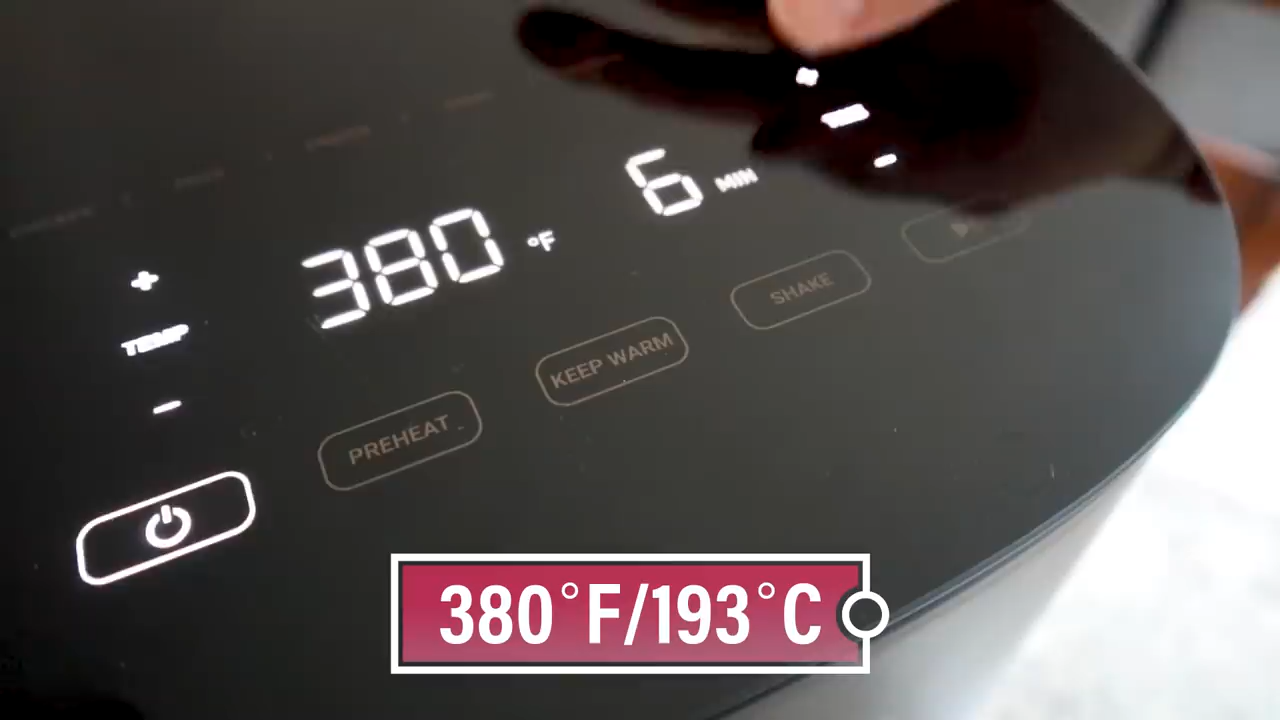 380 °F
6 MIN
+
TEMP
-
-
PREHEAT
KEEP WARM
SHAKE
380°F/193°C